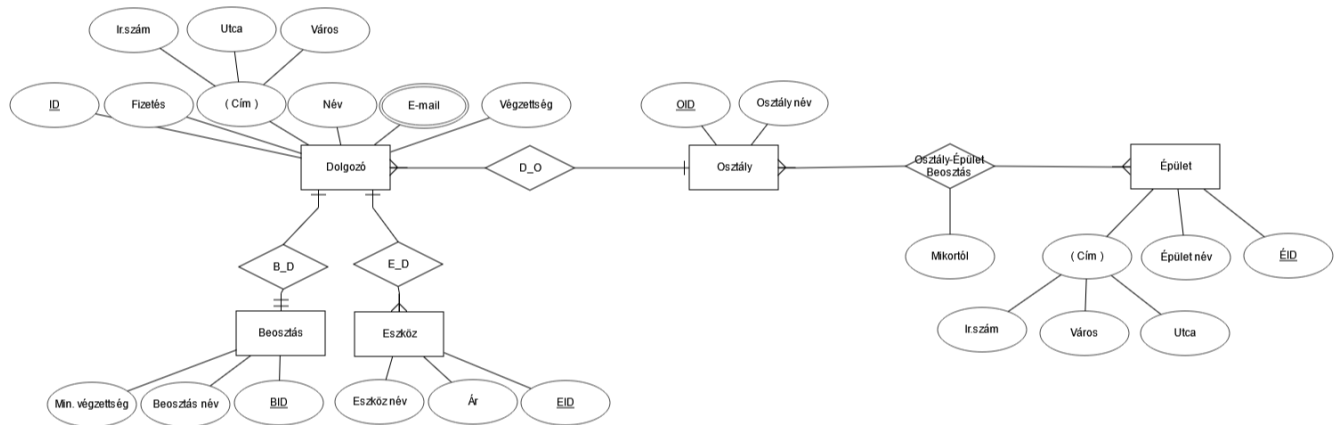 Ir.szám
Utca
Város
ID
Fizetés
( Cím )
Név
E-mail
Végzettség
OID
Osztály név
Dolgozó
D_O
Osztály
Osztály-Épület
Beosztás
Épület
B_D
E_D
Mikortól
( Cím )
Épület név
ÉID
Beosztás
Eszköz
Ir.szám
Város
Utca
Min. végzettség
Beosztás név
BID
Eszköz név
Ár
EID